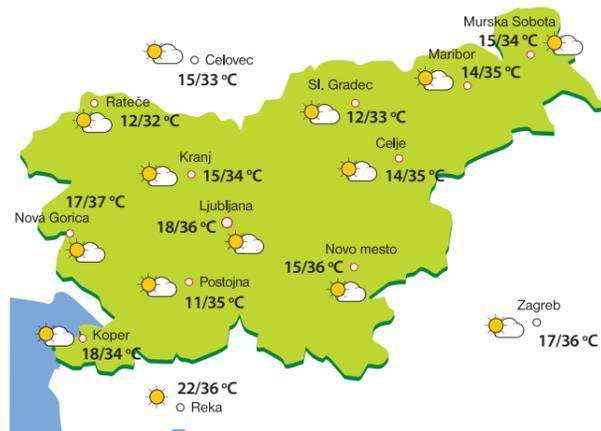 Murska Sobota
15/34 °C
Maribor
14/35 °C
Celovec
15/33 °C
Sl. Gradec
12/33 °C
Rateče
12/32 °C
Celje
14/35 °C
Kranj
15/34 °C
17/37 °C
Nova Gorica
Ljubljana
18/36 °C
Novo mesto
15/36 °C
Postojna
11/35 °C
Zagreb
17/36 °C
Koper
18/34 °C
22/36 °C
Reka